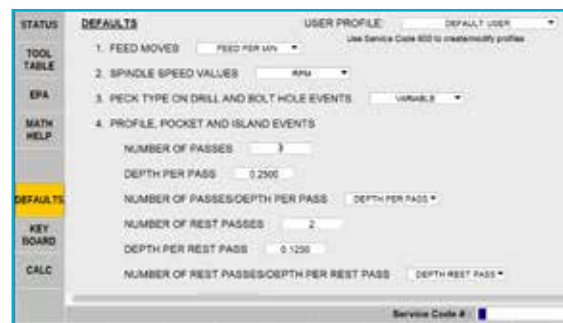 STATUS
TOOL TABLE
EPA
MATH HELP
DEFAULTS
KEY BOARD
CALC
DEFAULTS USER PROFILE: DEFAULT USER
Use Service Code 800 to create/modify profiles
1. FEED MOVES FEED PER MIN
2. SPINDLE SPEED VALUES RPM
3. PECK TYPE ON DRILL AND BOLT HOLE EVENTS VARIABLE
4. PROFILE, POCKET AND ISLAND EVENTS
NUMBER OF PASSES 3
DEPTH PER PASS 0.2500
NUMBER OF PASSES/DEPTH PER PASS DEPTH PER PASS
NUMBER OF REST PASSES 2
DEPTH PER REST PASS 0.1250
NUMBER OF REST PASSES/DEPTH PER REST PASS DEPTH REST PASS
Service Code # :